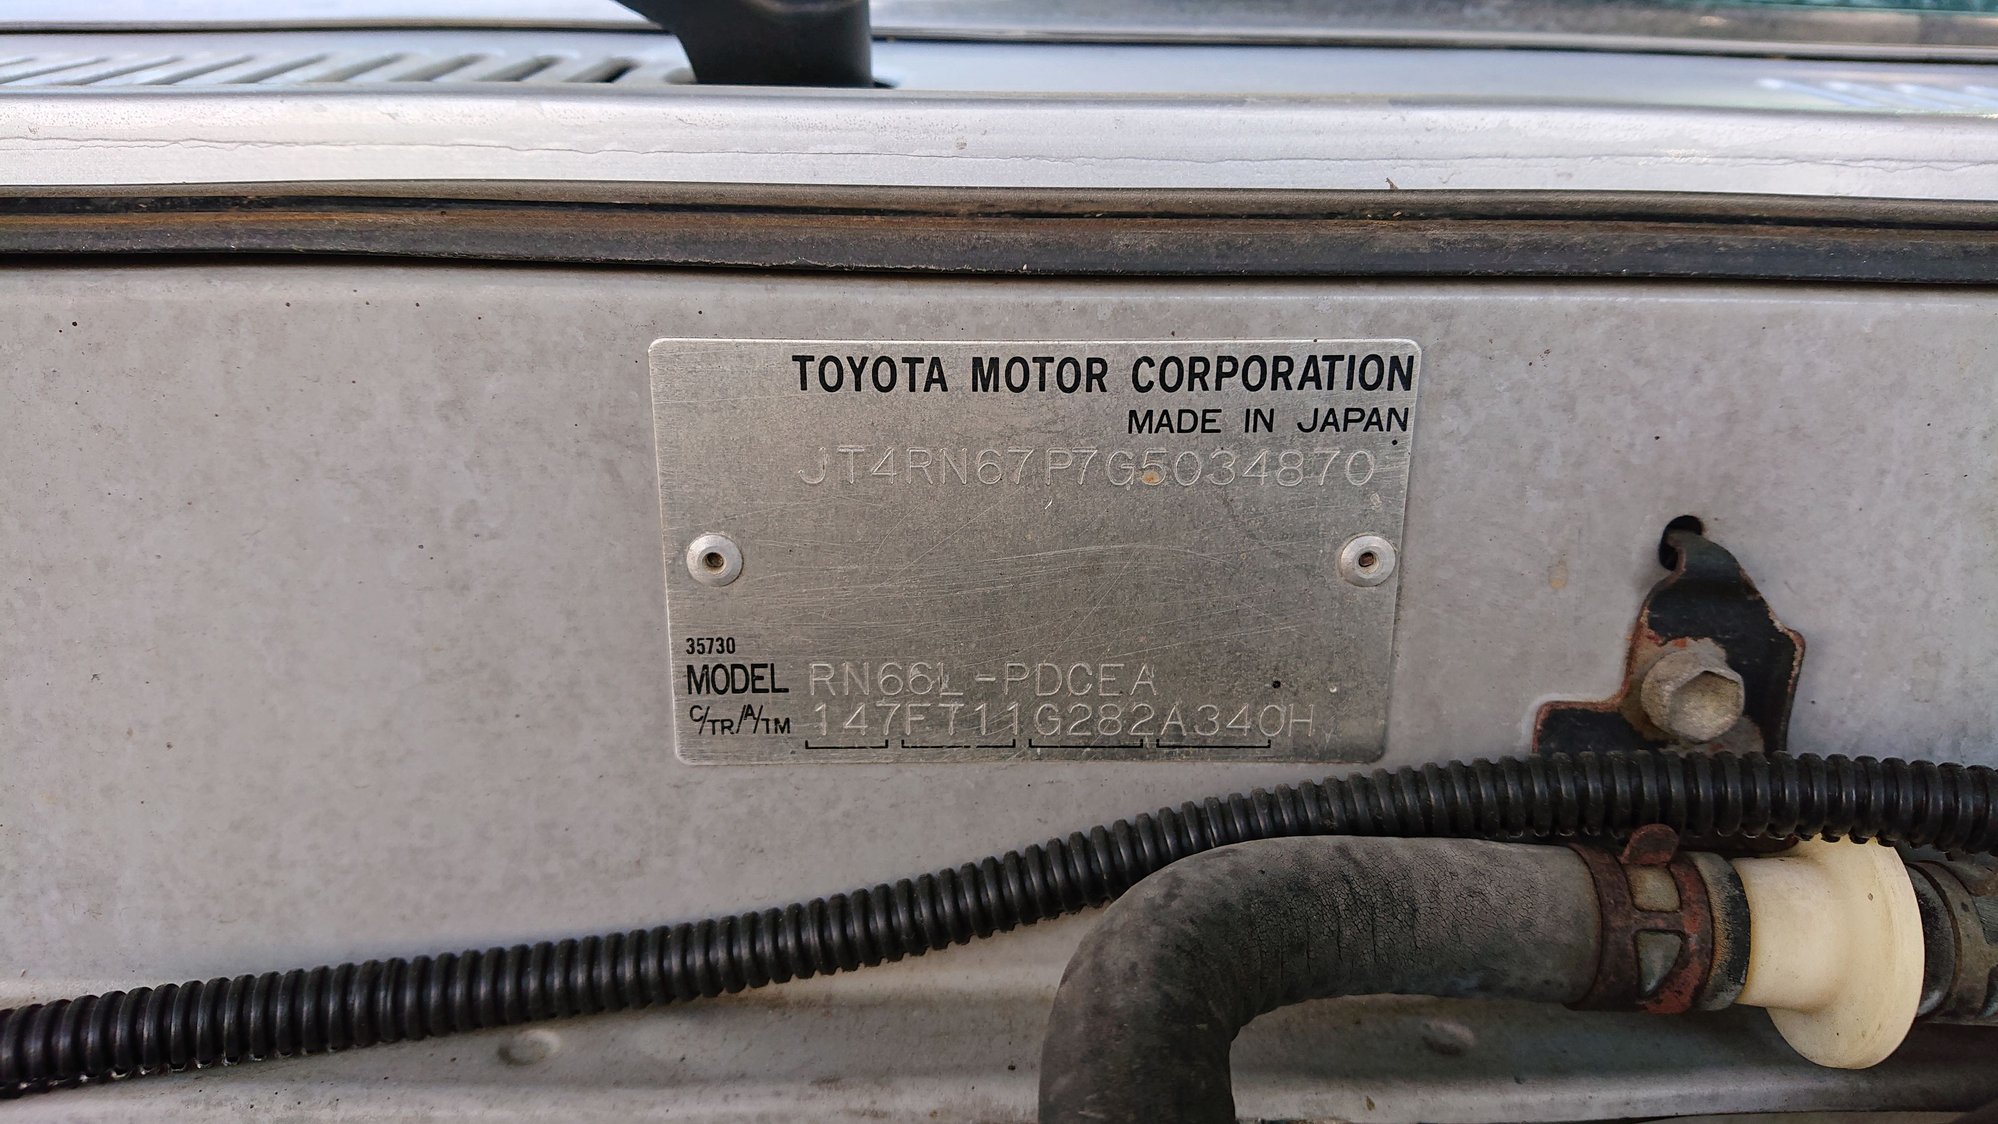 TOYOTA MOTOR CORPORATION
MADE IN JAPAN
JT4RN67P7G5034870
35730
MODEL RN66L-PDCEA
C/TR/A/TM 147FT11G282A340H